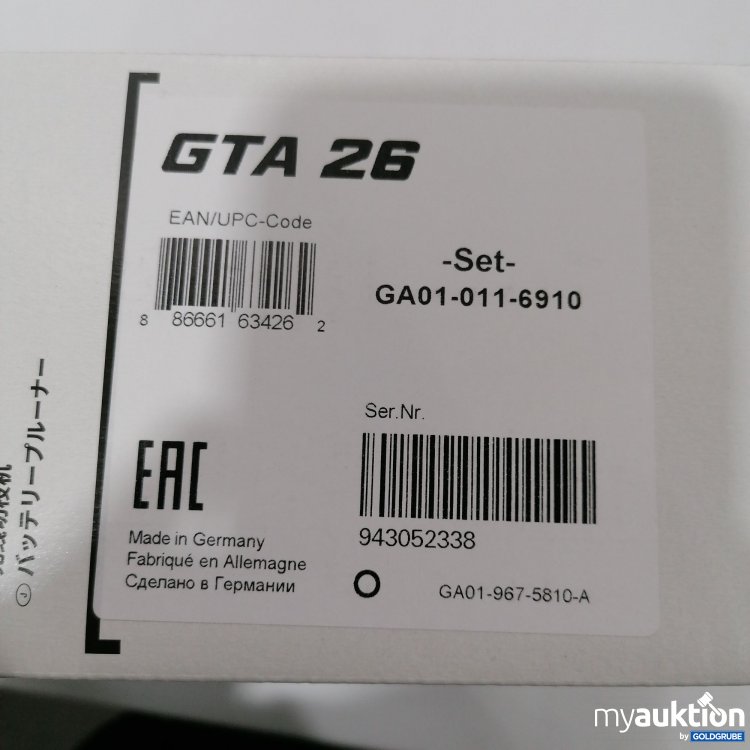 GTA 26
EAN/UPC-Code
8 86661 63426 2
-Set-
GA01-011-6910
Ser.Nr.
943052338
EAC
Made in Germany
Fabriqué en Allemagne
Сделано в Германии
GA01-967-5810-A
Ⓙ バッテリープルーナー
myauktion
by GOLDGRUBE